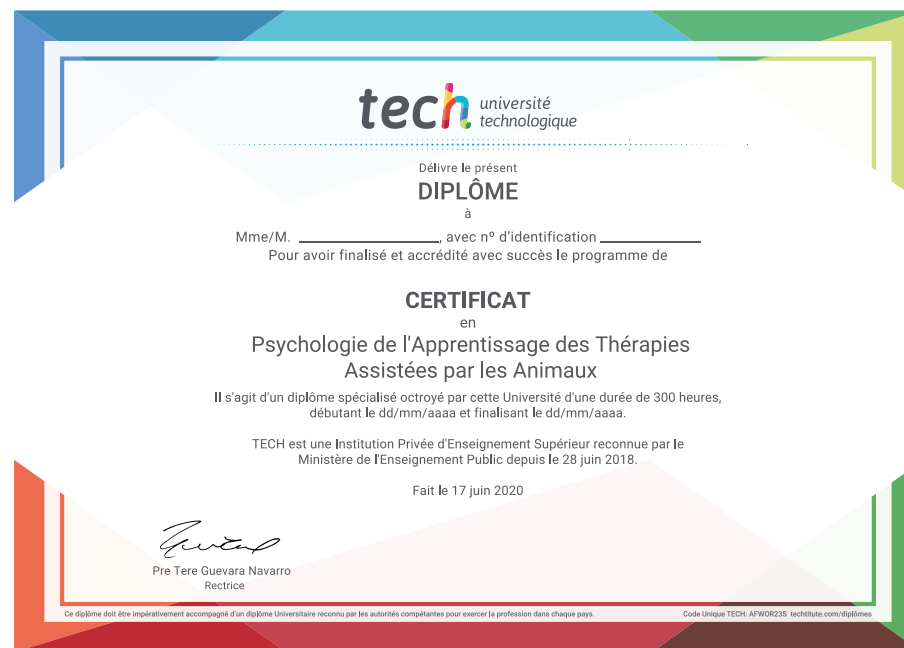 tech université
technologique
Délivre le présent
DIPLÔME
à
Mme/M. ____________________, avec nº d'identification ______________
Pour avoir finalisé et accrédité avec succès le programme de
CERTIFICAT
en
Psychologie de l'Apprentissage des Thérapies
Assistées par les Animaux
Il s'agit d'un diplôme spécialisé octroyé par cette Université d'une durée de 300 heures,
débutant le dd/mm/aaaa et finalisant le dd/mm/aaaa.
TECH est une Institution Privée d'Enseignement Supérieur reconnue par le
Ministère de l'Enseignement Public depuis le 28 juin 2018.
Fait le 17 juin 2020
Pre Tere Guevara Navarro
Rectrice
Ce diplôme doit être impérativement accompagné d'un diplôme Universitaire reconnu par les autorités compétentes pour exercer la profession dans chaque pays.
Code Unique TECH: AFWOR23S techtitute.com/diplômes